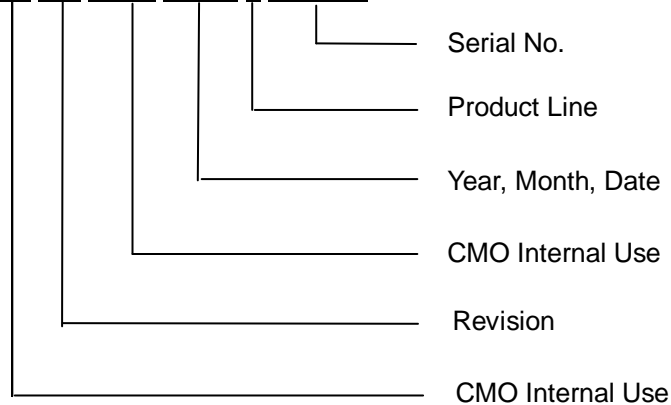 Serial No.
Product Line
Year, Month, Date
CMO Internal Use
Revision
CMO Internal Use